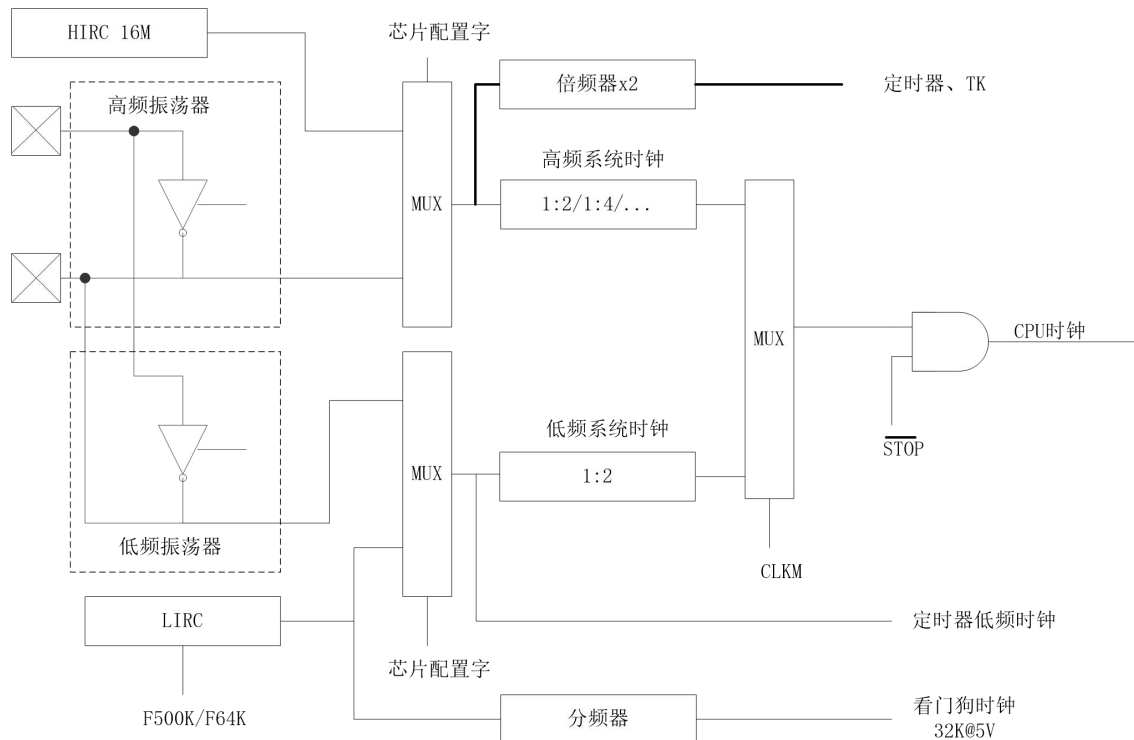 HIRC 16M
芯片配置字
高频振荡器
倍频器x2
定时器、TK
高频系统时钟
MUX
1:2/1:4/...
MUX
CPU时钟
STOP
低频系统时钟
MUX
1:2
低频振荡器
CLKM
LIRC
定时器低频时钟
芯片配置字
F500K/F64K
分频器
看门狗时钟
32K@5V